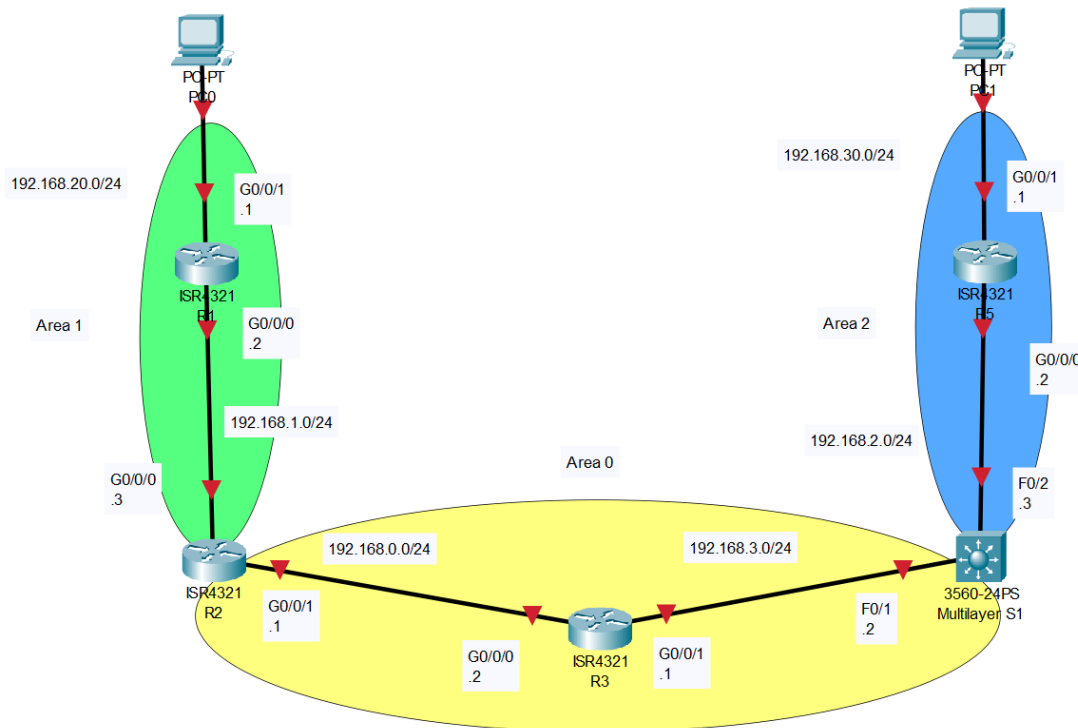 PC-PT
PC0
PC-PT
PC1
192.168.20.0/24
192.168.30.0/24
G0/0/1
.1
G0/0/1
.1
ISR4321
R1
ISR4321
R5
Area 1
G0/0/0
.2
Area 2
G0/0/0
.2
192.168.1.0/24
192.168.2.0/24
Area 0
G0/0/0
.3
F0/2
.3
192.168.0.0/24
192.168.3.0/24
ISR4321
R2
3560-24PS
Multilayer S1
G0/0/1
.1
F0/1
.2
G0/0/0
.2
ISR4321
R3
G0/0/1
.1